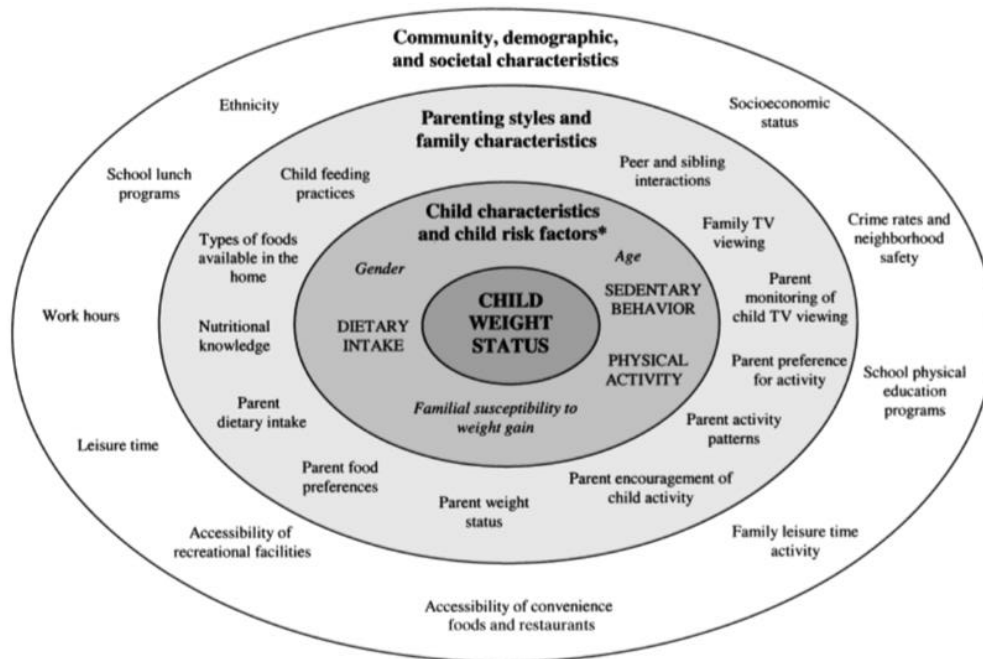 Community, demographic,
and societal characteristics
Ethnicity
Socioeconomic
status
Parenting styles and
family characteristics
School lunch
programs
Child feeding
practices
Peer and sibling
interactions
Child characteristics
and child risk factors*
Types of foods
available in the
home
Family TV
viewing
Crime rates and
neighborhood
safety
Gender
Age
Work hours
Nutritional
knowledge
DIETARY
INTAKE
CHILD
WEIGHT
STATUS
SEDENTARY
BEHAVIOR
Parent
monitoring of
child TV viewing
PHYSICAL
ACTIVITY
Parent preference
for activity
School physical
education
programs
Parent
dietary intake
Familial susceptibility to
weight gain
Parent activity
patterns
Leisure time
Parent food
preferences
Parent weight
status
Parent encouragement of
child activity
Accessibility of
recreational facilities
Family leisure time
activity
Accessibility of convenience
foods and restaurants